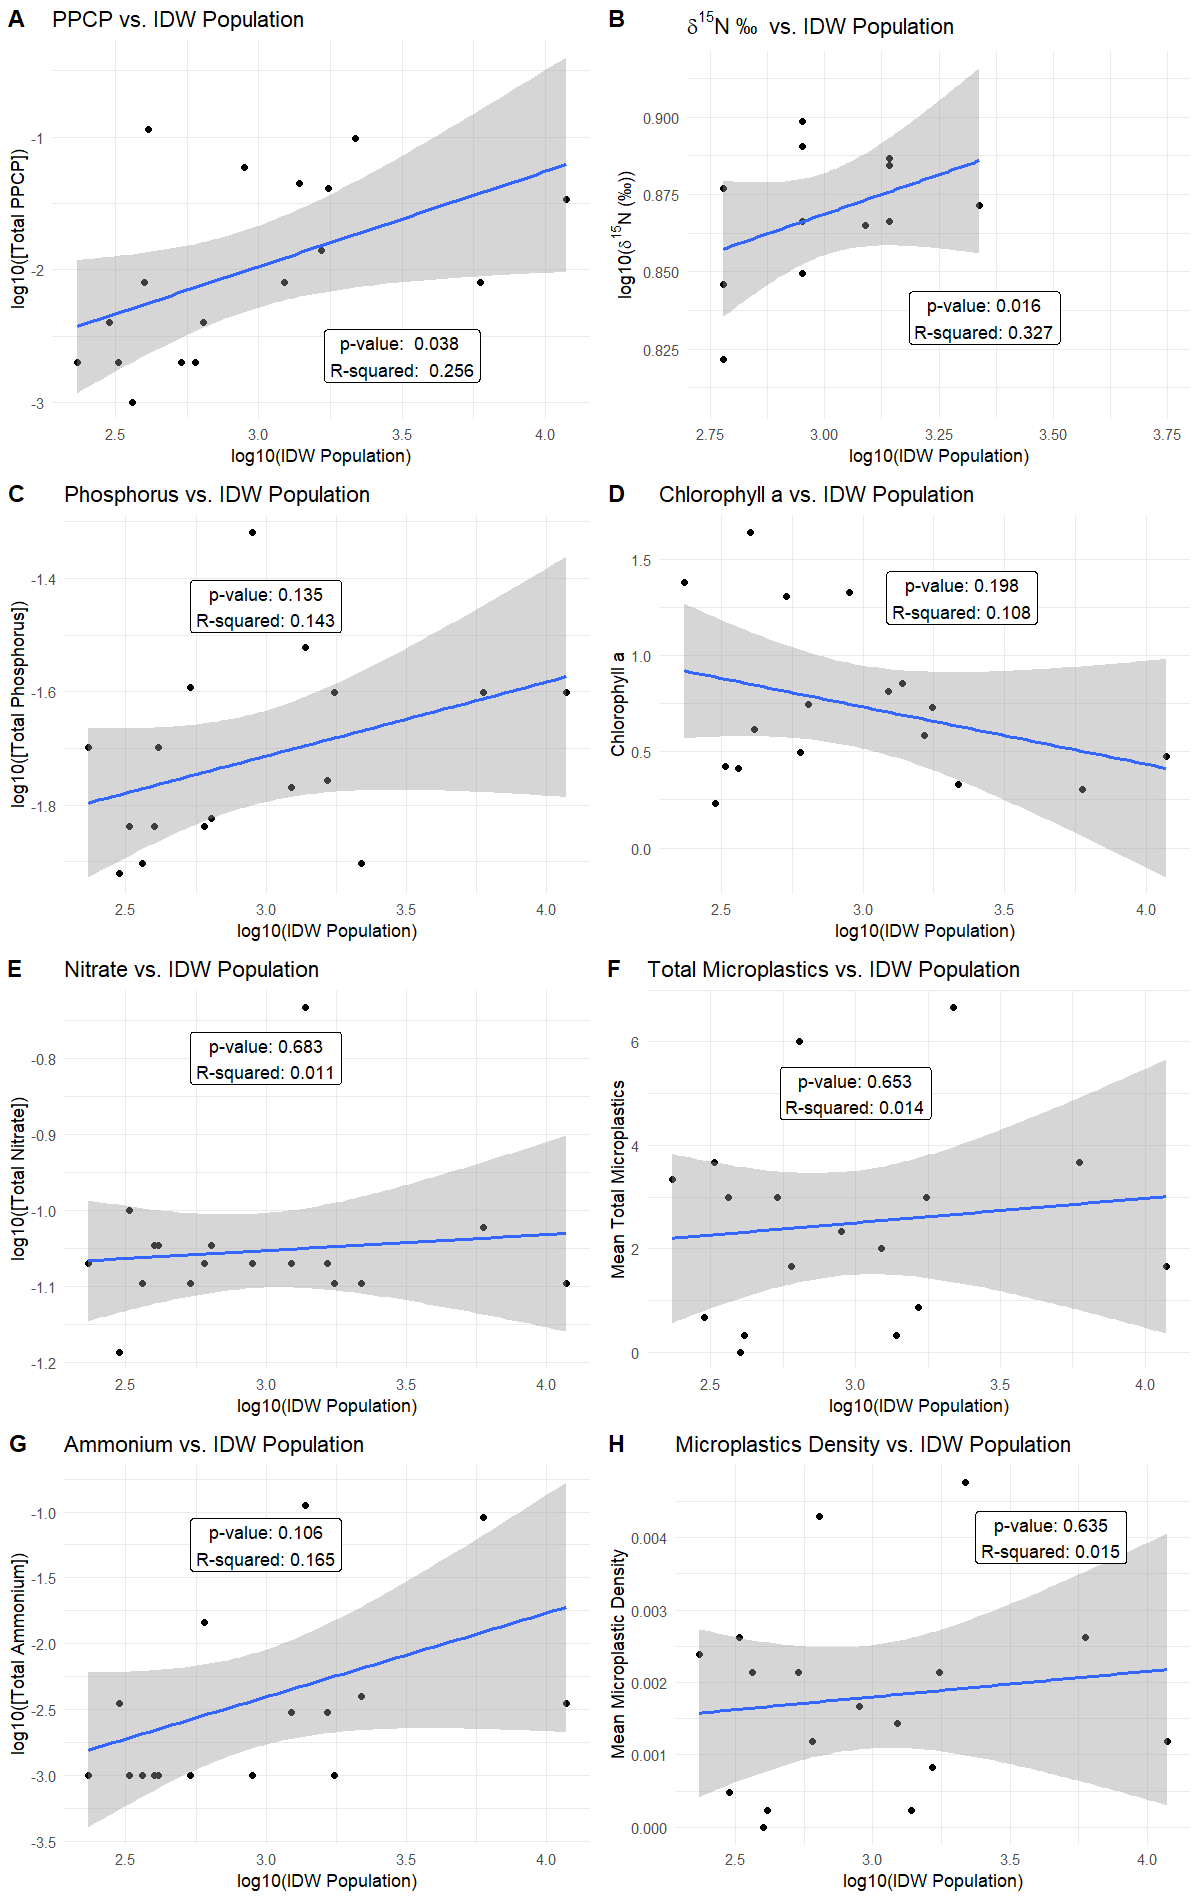 A PPCP vs. IDW Population
log10([Total PPCP])
-1
-2
-3
p-value: 0.038
R-squared: 0.256
2.5 3.0 3.5 4.0
log10(IDW Population)
B δ¹⁵N ‰ vs. IDW Population
log10(δ¹⁵N (‰))
0.900
0.875
0.850
0.825
p-value: 0.016
R-squared: 0.327
2.75 3.00 3.25 3.50 3.75
log10(IDW Population)
C Phosphorus vs. IDW Population
log10([Total Phosphorus])
-1.4
-1.6
-1.8
p-value: 0.135
R-squared: 0.143
2.5 3.0 3.5 4.0
log10(IDW Population)
D Chlorophyll a vs. IDW Population
Chlorophyll a
1.5
1.0
0.5
0.0
p-value: 0.198
R-squared: 0.108
2.5 3.0 3.5 4.0
log10(IDW Population)
E Nitrate vs. IDW Population
log10([Total Nitrate])
-0.8
-0.9
-1.0
-1.1
-1.2
p-value: 0.683
R-squared: 0.011
2.5 3.0 3.5 4.0
log10(IDW Population)
F Total Microplastics vs. IDW Population
Mean Total Microplastics
6
4
2
0
p-value: 0.653
R-squared: 0.014
2.5 3.0 3.5 4.0
log10(IDW Population)
G Ammonium vs. IDW Population
log10([Total Ammonium])
-1.0
-1.5
-2.0
-2.5
-3.0
-3.5
p-value: 0.106
R-squared: 0.165
2.5 3.0 3.5 4.0
log10(IDW Population)
H Microplastics Density vs. IDW Population
Mean Microplastic Density
0.004
0.003
0.002
0.001
0.000
p-value: 0.635
R-squared: 0.015
2.5 3.0 3.5 4.0
log10(IDW Population)